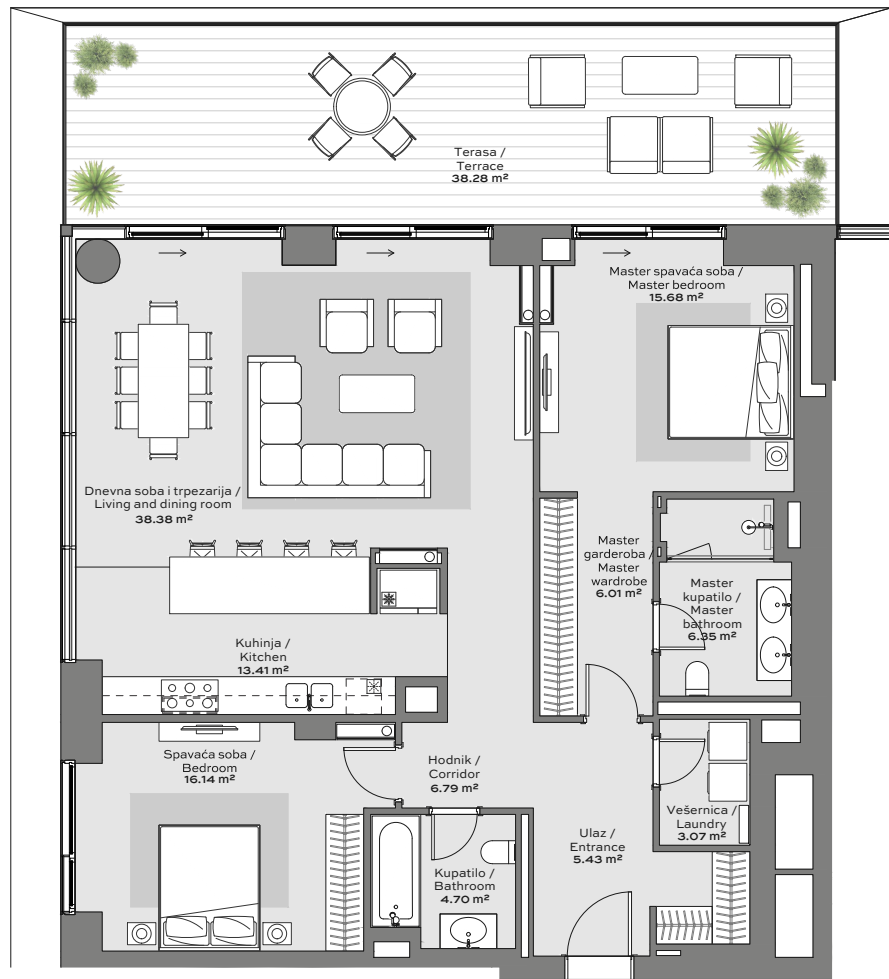 Terasa /
Terrace
38.28 m²
Master spavaća soba /
Master bedroom
15.68 m²
Dnevna soba i trpezarija /
Living and dining room
38.38 m²
Master
garderoba /
Master
wardrobe
6.01 m²
Master
kupatilo /
Master
bathroom
6.35 m²
Kuhinja /
Kitchen
13.41 m²
Spavaća soba /
Bedroom
16.14 m²
Hodnik /
Corridor
6.79 m²
Vešernica /
Laundry
3.07 m²
Ulaz /
Entrance
5.43 m²
Kupatilo /
Bathroom
4.70 m²